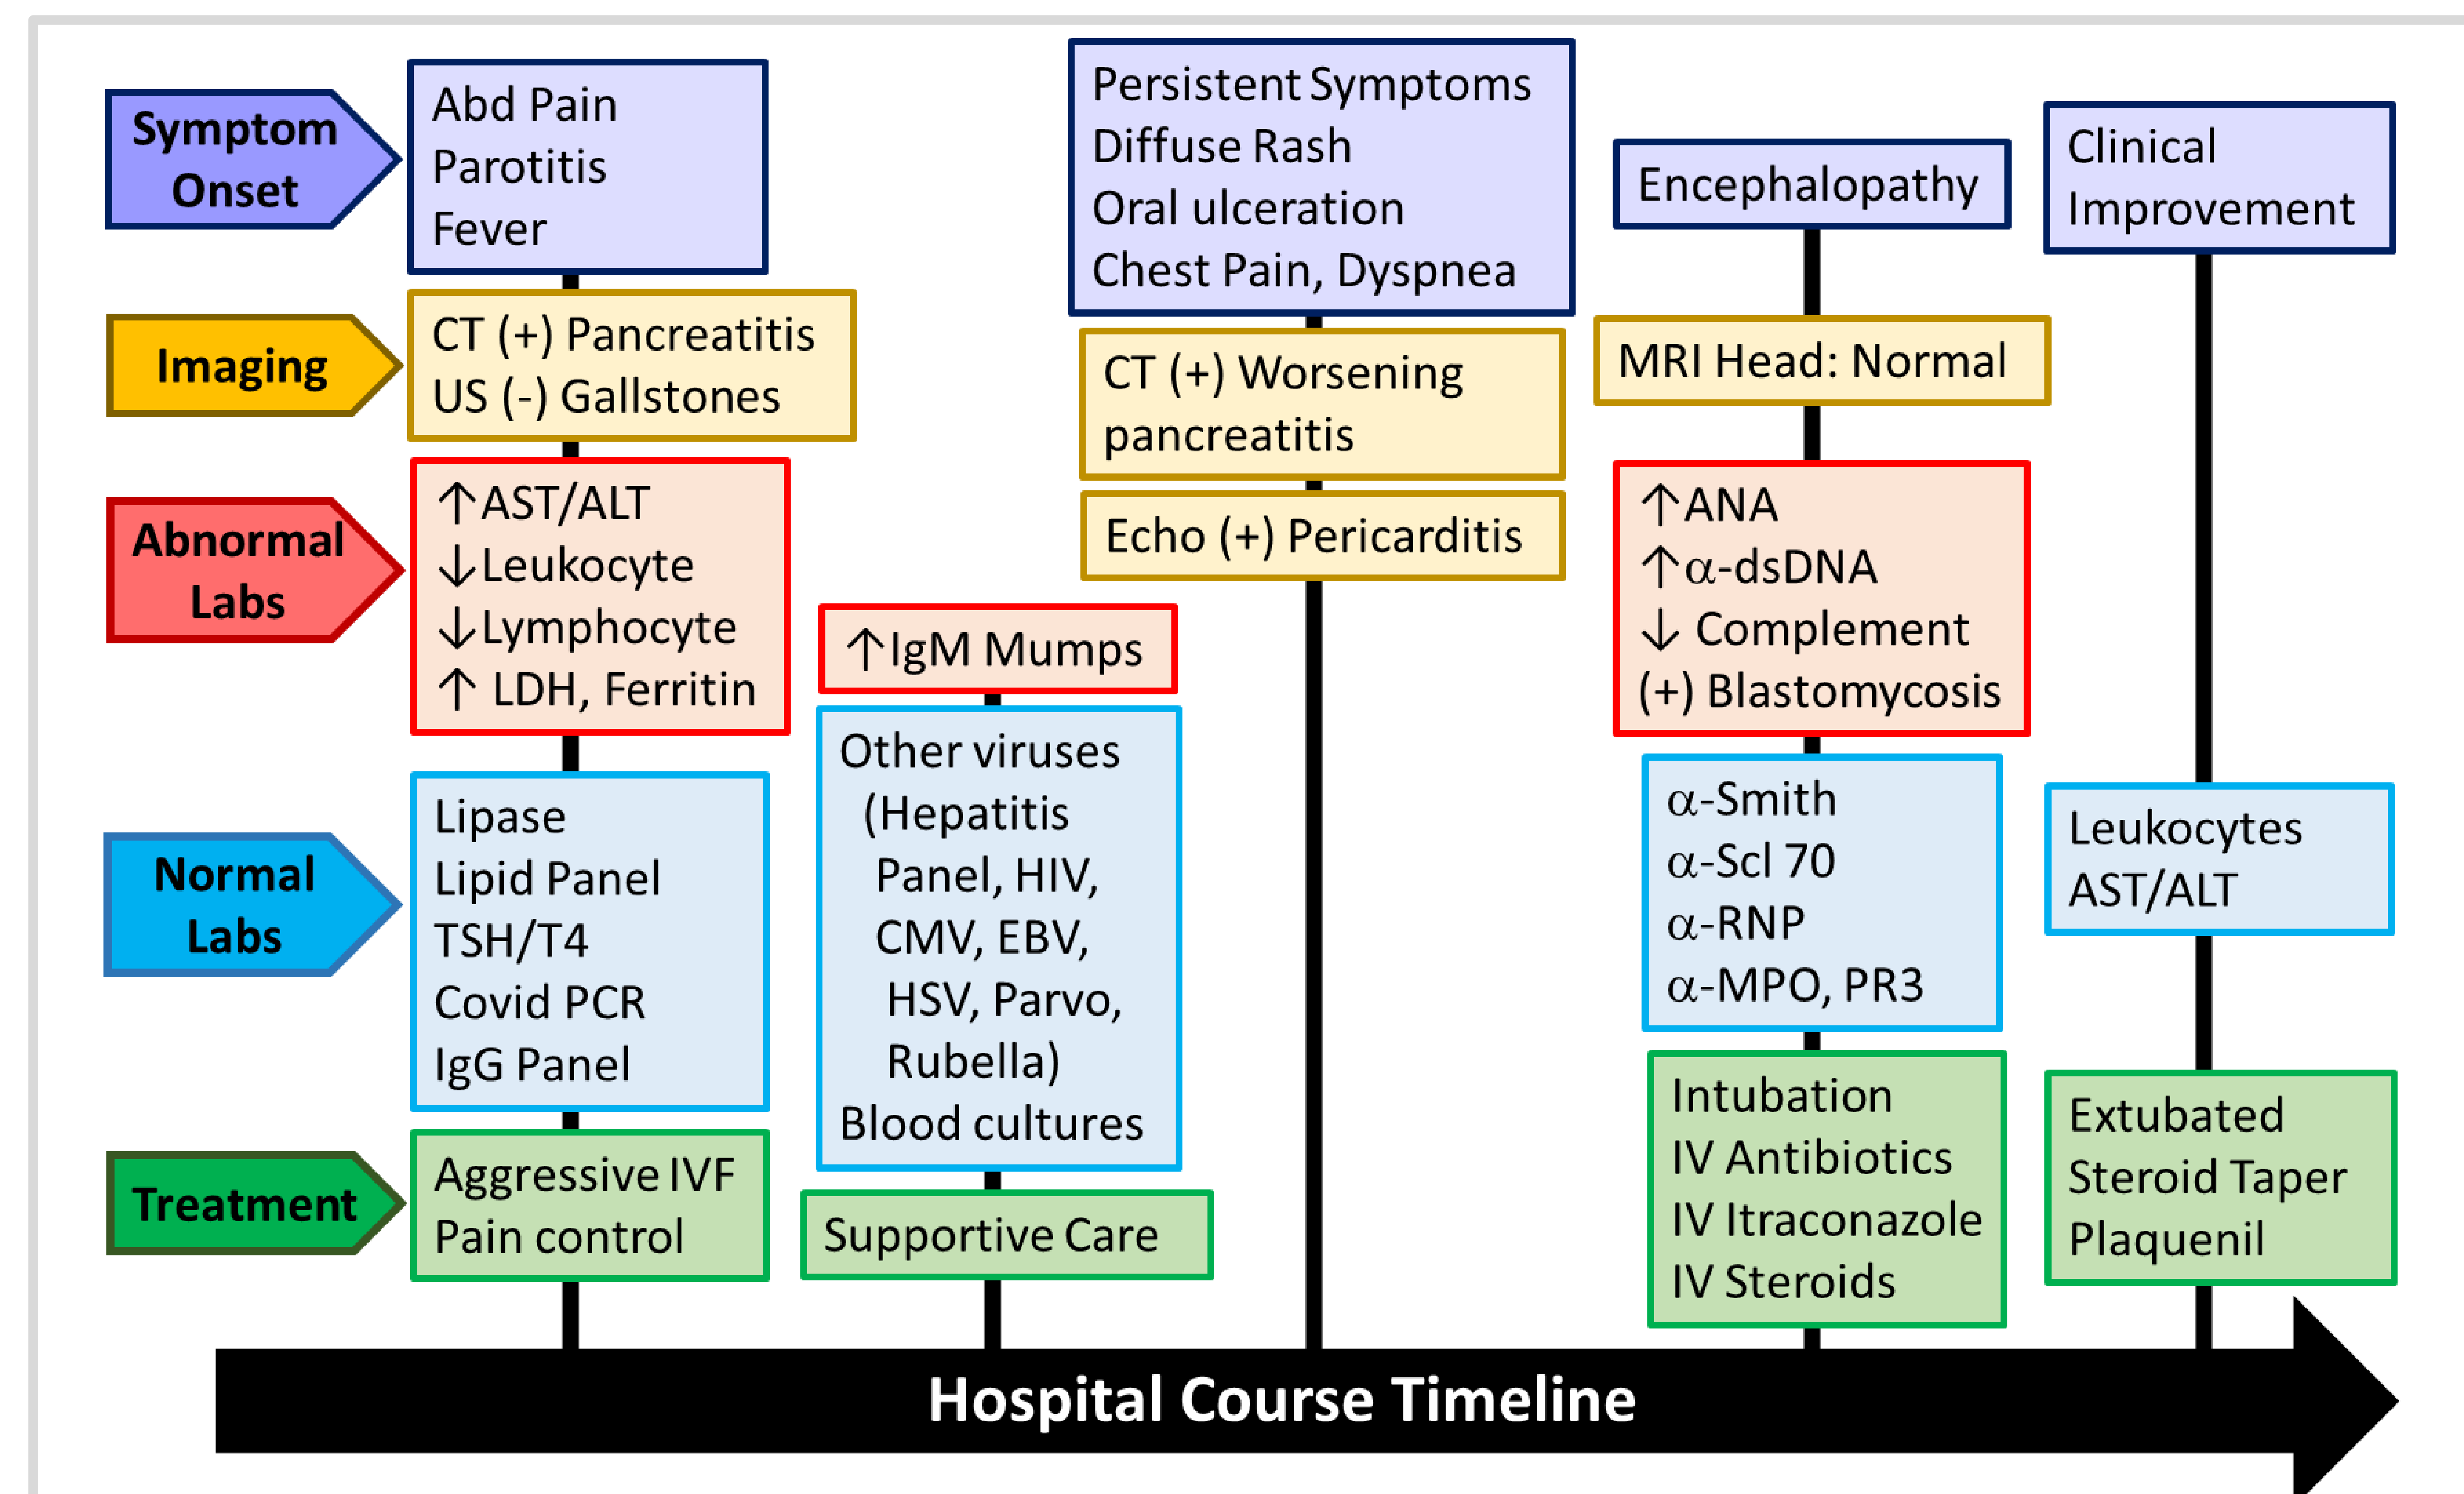 Symptom
Onset
Imaging
Abnormal
Labs
Normal
Labs
Treatment
Abd Pain
Parotitis
Fever
CT (+) Pancreatitis
US (-) Gallstones
↑AST/ALT
↓Leukocyte
↓Lymphocyte
↑ LDH, Ferritin
Lipase
Lipid Panel
TSH/T4
Covid PCR
IgG Panel
Aggressive IVF
Pain control
↑IgM Mumps
Other viruses
(Hepatitis
Panel, HIV,
CMV, EBV,
HSV, Parvo,
Rubella)
Blood cultures
Supportive Care
Persistent Symptoms
Diffuse Rash
Oral ulceration
Chest Pain, Dyspnea
CT (+) Worsening
pancreatitis
Echo (+) Pericarditis
Encephalopathy
MRI Head: Normal
↑ANA
↑α-dsDNA
↓ Complement
(+) Blastomycosis
α-Smith
α-Scl 70
α-RNP
α-MPO, PR3
Intubation
IV Antibiotics
IV Itraconazole
IV Steroids
Clinical
Improvement
Leukocytes
AST/ALT
Extubated
Steroid Taper
Plaquenil
Hospital Course Timeline